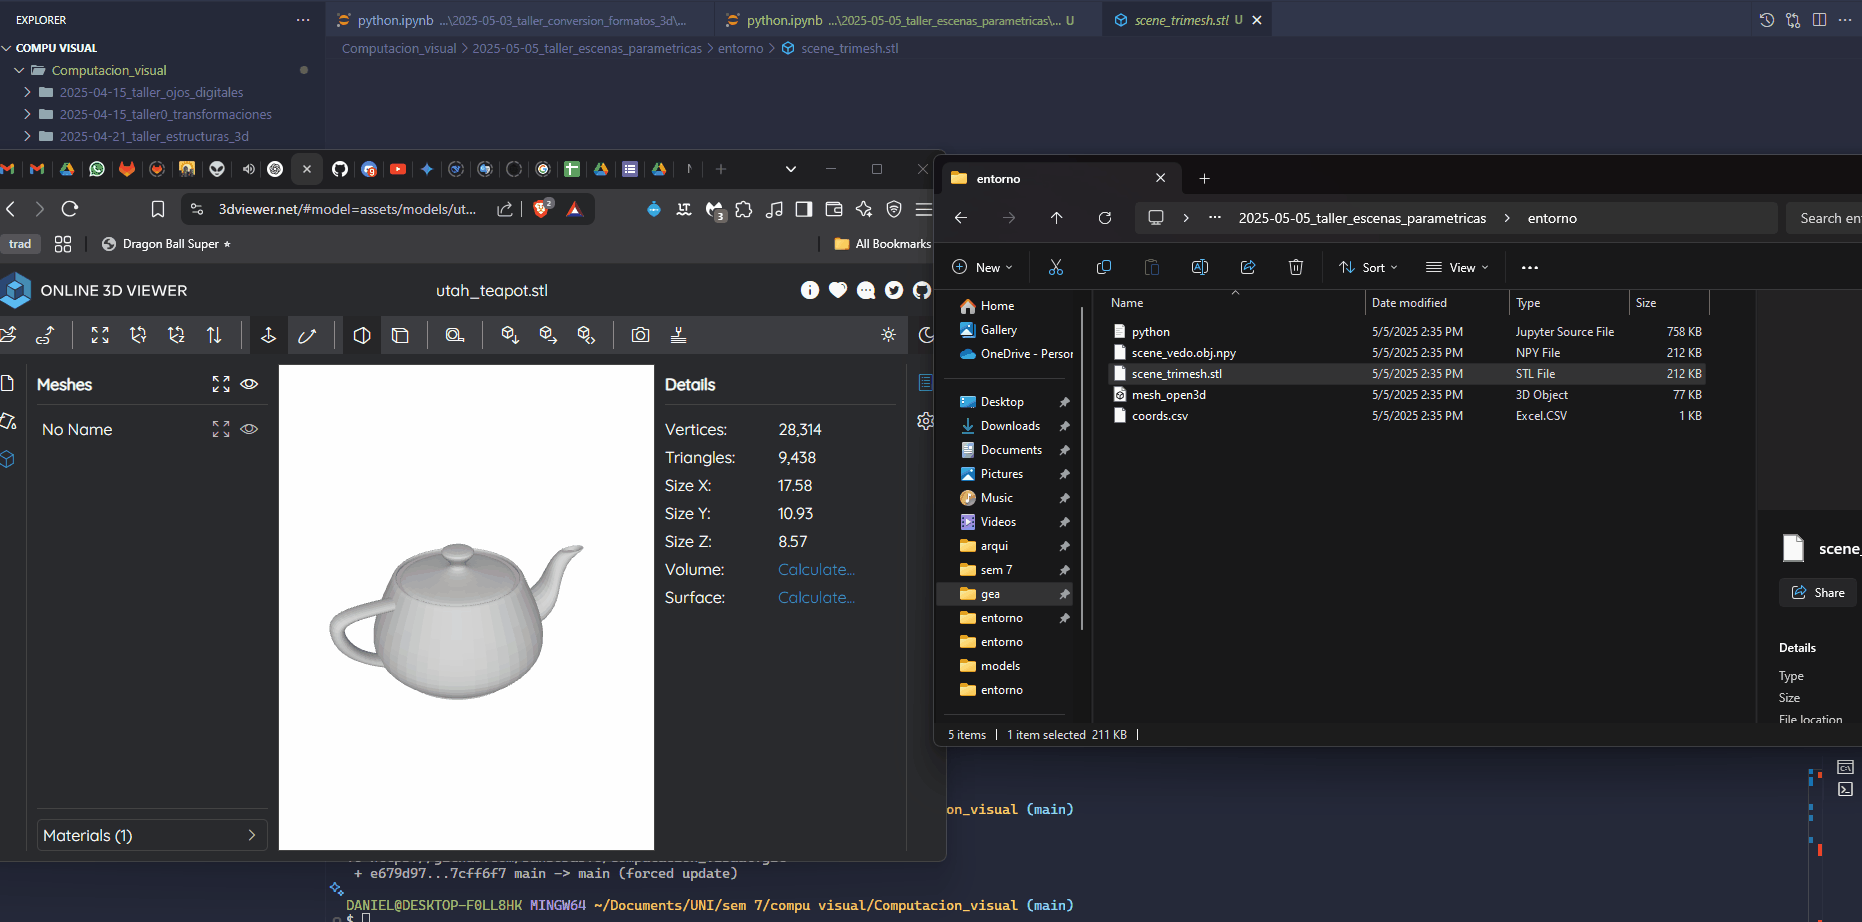 EXPLORER
COMPU VISUAL
Computacion_visual
2025-04-15_taller_ojos_digitales
2025-04-15_taller0_transformaciones
2025-04-21_taller_estructuras_3d
python.ipynb ...\2025-05-03_taller_conversion_formatos_3d\...
python.ipynb ...\2025-05-05_taller_escenas_parametricas\... U
scene_trimesh.stl U
Computacion_visual > 2025-05-05_taller_escenas_parametricas > entorno > scene_trimesh.stl
3dviewer.net/#model=assets/models/ut...
2
3
trad
Dragon Ball Super ★
All Bookmarks
ONLINE 3D VIEWER
utah_teapot.stl
Meshes
No Name
Materials (1)
Details
Vertices: 28,314
Triangles: 9,438
Size X: 17.58
Size Y: 10.93
Size Z: 8.57
Volume: Calculate...
Surface: Calculate...
entorno
2025-05-05_taller_escenas_parametricas > entorno
Search en
New
Sort
View
Home
Gallery
OneDrive - Persor
Desktop
Downloads
Documents
Pictures
Music
Videos
arqui
sem 7
gea
entorno
entorno
models
entorno
Name Date modified Type Size
python 5/5/2025 2:35 PM Jupyter Source File 758 KB
scene_vedo.obj.npy 5/5/2025 2:35 PM NPY File 212 KB
scene_trimesh.stl 5/5/2025 2:35 PM STL File 212 KB
mesh_open3d 5/5/2025 2:35 PM 3D Object 77 KB
coords.csv 5/5/2025 2:35 PM Excel.CSV 1 KB
scene_
Share
Details
Type
Size
File location
5 items | 1 item selected 211 KB |
on_visual (main)
+ e679d97...7cff6f7 main -> main (forced update)
DANIEL@DESKTOP-F0LL8HK MINGW64 ~/Documents/UNI/sem 7/compu visual/Computacion_visual (main)
$